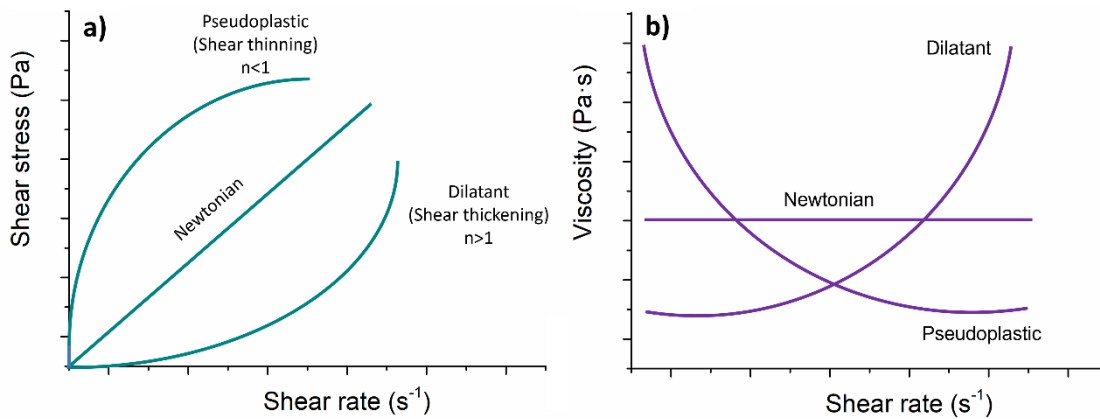 a)
Pseudoplastic
(Shear thinning)
n<1
Newtonian
Dilatant
(Shear thickening)
n>1
Shear stress (Pa)
Shear rate (s⁻¹)
b)
Dilatant
Newtonian
Pseudoplastic
Viscosity (Pa·s)
Shear rate (s⁻¹)